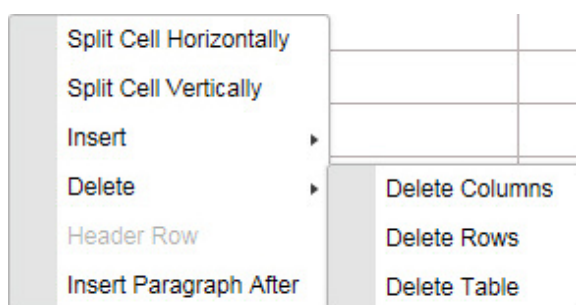 Split Cell Horizontally
Split Cell Vertically
Insert
Delete
Delete Columns
Header Row
Delete Rows
Insert Paragraph After
Delete Table